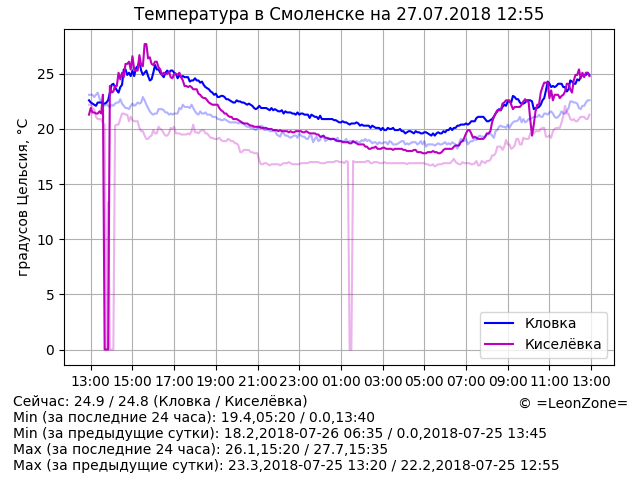 Температура в Смоленске на 27.07.2018 12:55
градусов Цельсия, °C
25
20
15
10
5
0
Кловка
Киселёвка
13:00 15:00 17:00 19:00 21:00 23:00 01:00 03:00 05:00 07:00 09:00 11:00 13:00
© =LeonZone=
Сейчас: 24.9 / 24.8 (Кловка / Киселёвка)
Min (за последние 24 часа): 19.4,05:20 / 0.0,13:40
Min (за предыдущие сутки): 18.2,2018-07-26 06:35 / 0.0,2018-07-25 13:45
Max (за последние 24 часа): 26.1,15:20 / 27.7,15:35
Max (за предыдущие сутки): 23.3,2018-07-25 13:20 / 22.2,2018-07-25 12:55